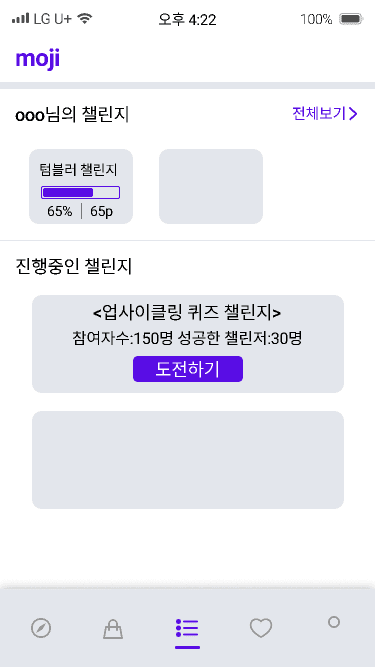 LG U+ 오후 4:22 100%
moji
ooo님의 챌린지 전체보기
텀블러 챌린지
65% 65p
진행중인 챌린지
<업사이클링 퀴즈 챌린지>
참여자수:150명 성공한 챌린저:30명
도전하기